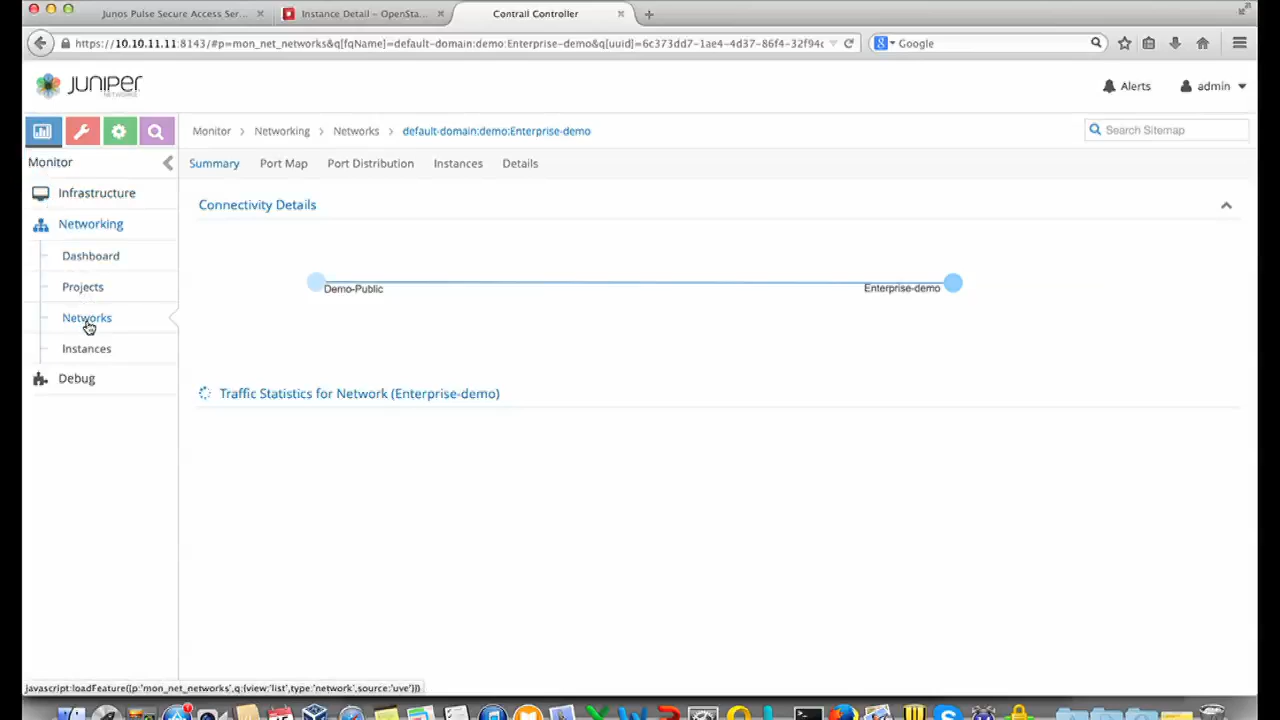 Junos Pulse Secure Access Ser...
Instance Detail – OpenSta...
Contrail Controller
https://10.10.11.11:8143/#p=mon_net_networks&q[fqName]=default-domain:demo:Enterprise-demo&q[uuid]=6c373dd7-1ae4-4d37-86f4-32f94c
Google
JUNIPER
NETWORKS
Alerts
admin
Monitor
Networking
Networks
default-domain:demo:Enterprise-demo
Search Sitemap
Monitor
Summary
Port Map
Port Distribution
Instances
Details
Infrastructure
Connectivity Details
Networking
Dashboard
Projects
Demo-Public
Enterprise-demo
Networks
Instances
Debug
Traffic Statistics for Network (Enterprise-demo)
Javascript:loadFeature({p:'mon_net_networks',q:{view:'list',type:'network',source:'uve'}})